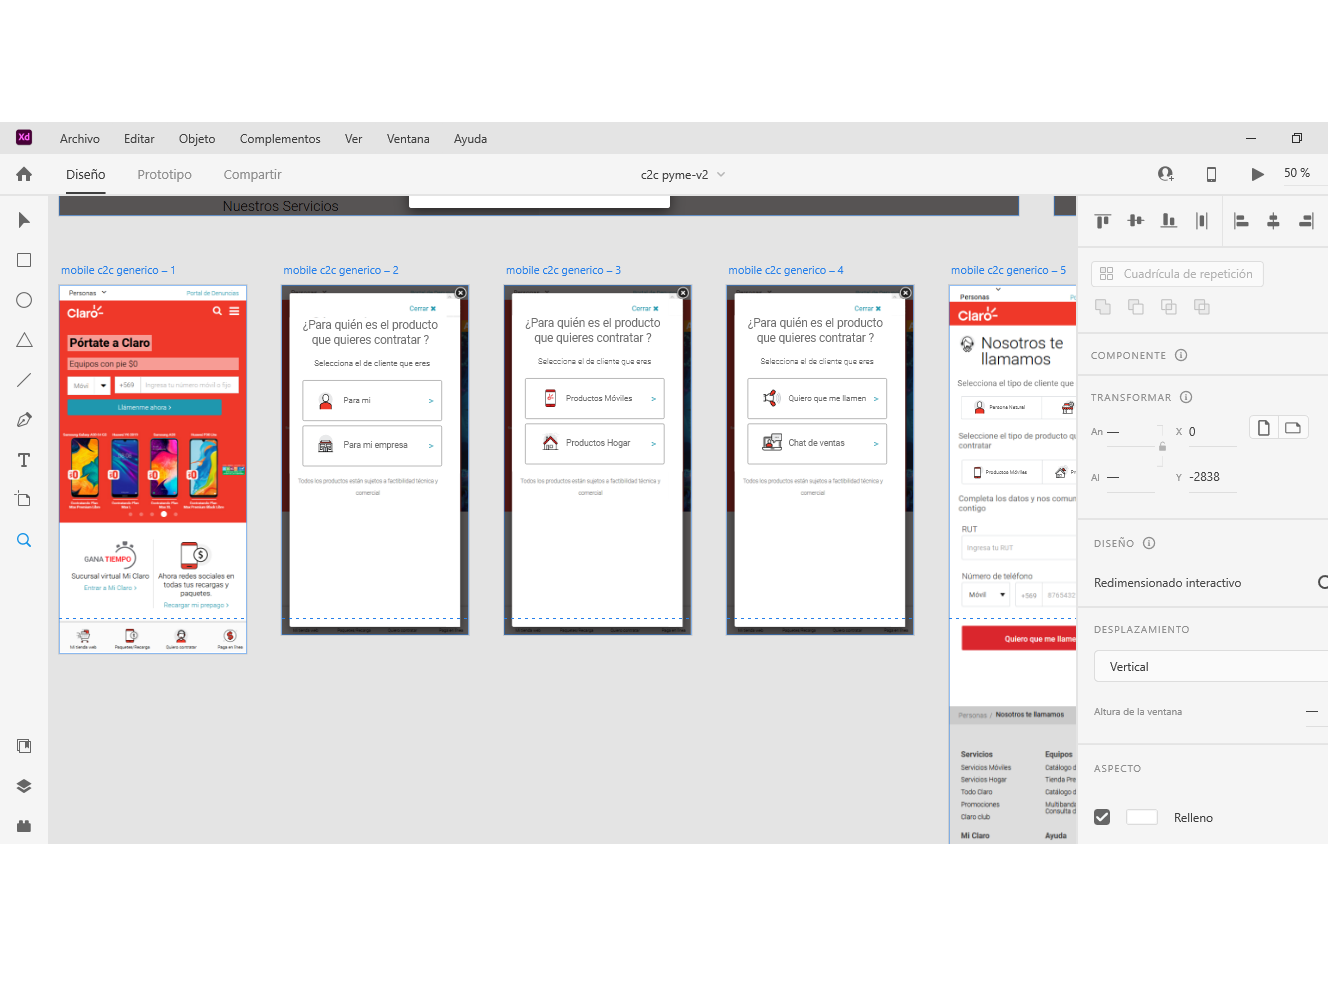 Xd Archivo Editar Objeto Complementos Ver Ventana Ayuda
Diseño Prototipo Compartir c2c pyme-v2 50 %
Nuestros Servicios
mobile c2c generico – 1
Personas
Portal de Denuncias
Claro
Pórtate a Claro
Equipos con pie $0
Móvi +569 Ingresa tu número móvil o fijo
Llámenme ahora >
GANA TIEMPO
Sucursal virtual Mi Claro
Entrar a Mi Claro >
Ahora redes sociales en
todas tus recargas y
paquetes.
Recargar mi prepago >
Mi tienda web Paquetes/Recarga Quiero contratar Paga en línea
mobile c2c generico – 2
Cerrar ✖
¿Para quién es el producto
que quieres contratar ?
Selecciona el de cliente que eres
Para mi >
Para mi empresa >
Todos los productos están sujetos a factibilidad técnica y
comercial
mobile c2c generico – 3
Cerrar ✖
¿Para quién es el producto
que quieres contratar ?
Selecciona el de cliente que eres
Productos Móviles >
Productos Hogar >
Todos los productos están sujetos a factibilidad técnica y
comercial
mobile c2c generico – 4
Cerrar ✖
¿Para quién es el producto
que quieres contratar ?
Selecciona el de cliente que eres
Quiero que me llamen >
Chat de ventas >
Todos los productos están sujetos a factibilidad técnica y
comercial
mobile c2c generico – 5
Personas
Claro
Nosotros te
llamamos
Selecciona el tipo de cliente que
Persona Natural
Seleccione el tipo de producto qu
contratar
Productos Móviles
Completa los datos y nos comun
contigo
RUT
Ingresa tu RUT
Número de teléfono
Móvil +569 8765432
Quiero que me llame
Personas / Nosotros te llamamos
Servicios
Servicios Móviles
Servicios Hogar
Todo Claro
Promociones
Claro club
Mi Claro
Equipos
Catálogo d
Tienda Pre
Catálogo d
Multibanda
Consulta d
Ayuda
Cuadrícula de repetición
COMPONENTE
TRANSFORMAR
An — X 0
Al — Y -2838
DISEÑO
Redimensionado interactivo
DESPLAZAMIENTO
Vertical
Altura de la ventana —
ASPECTO
Relleno